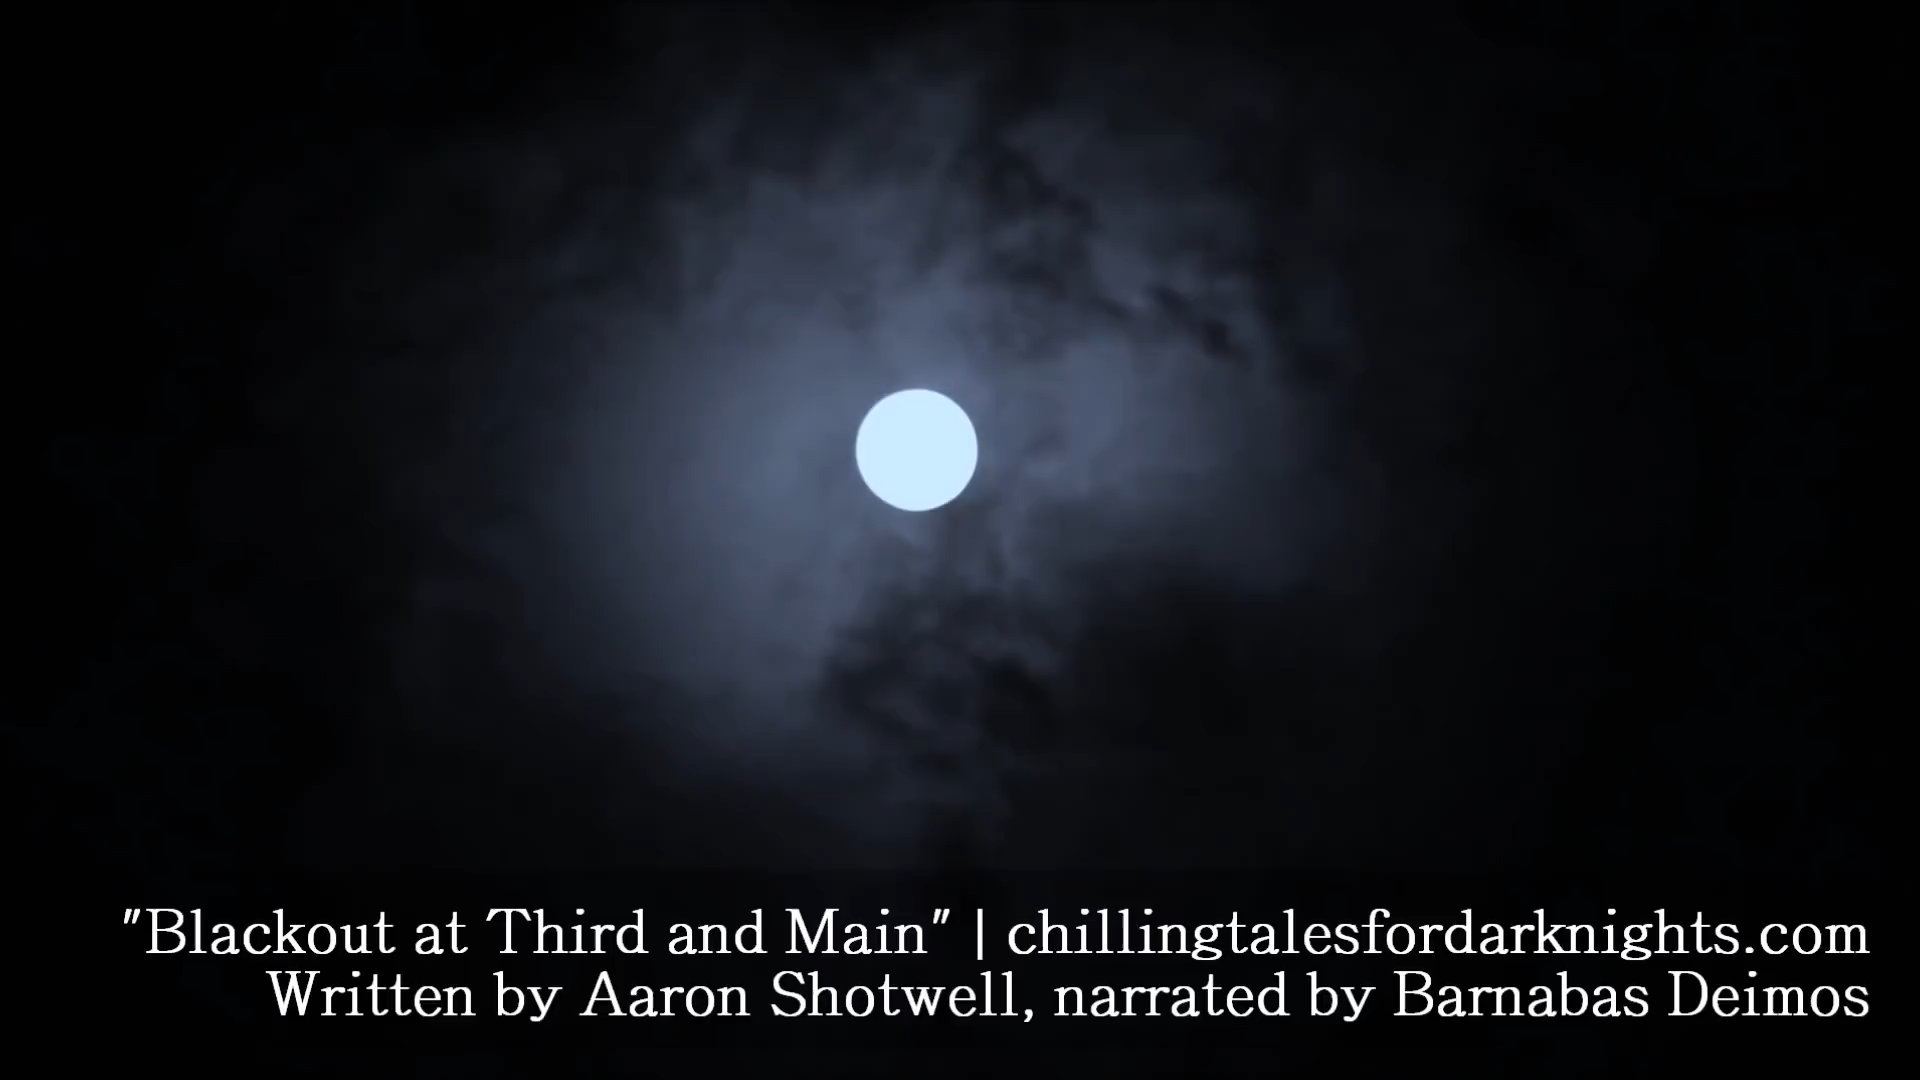 "Blackout at Third and Main" | chillingtalesfordarknights.com
Written by Aaron Shotwell, narrated by Barnabas Deimos